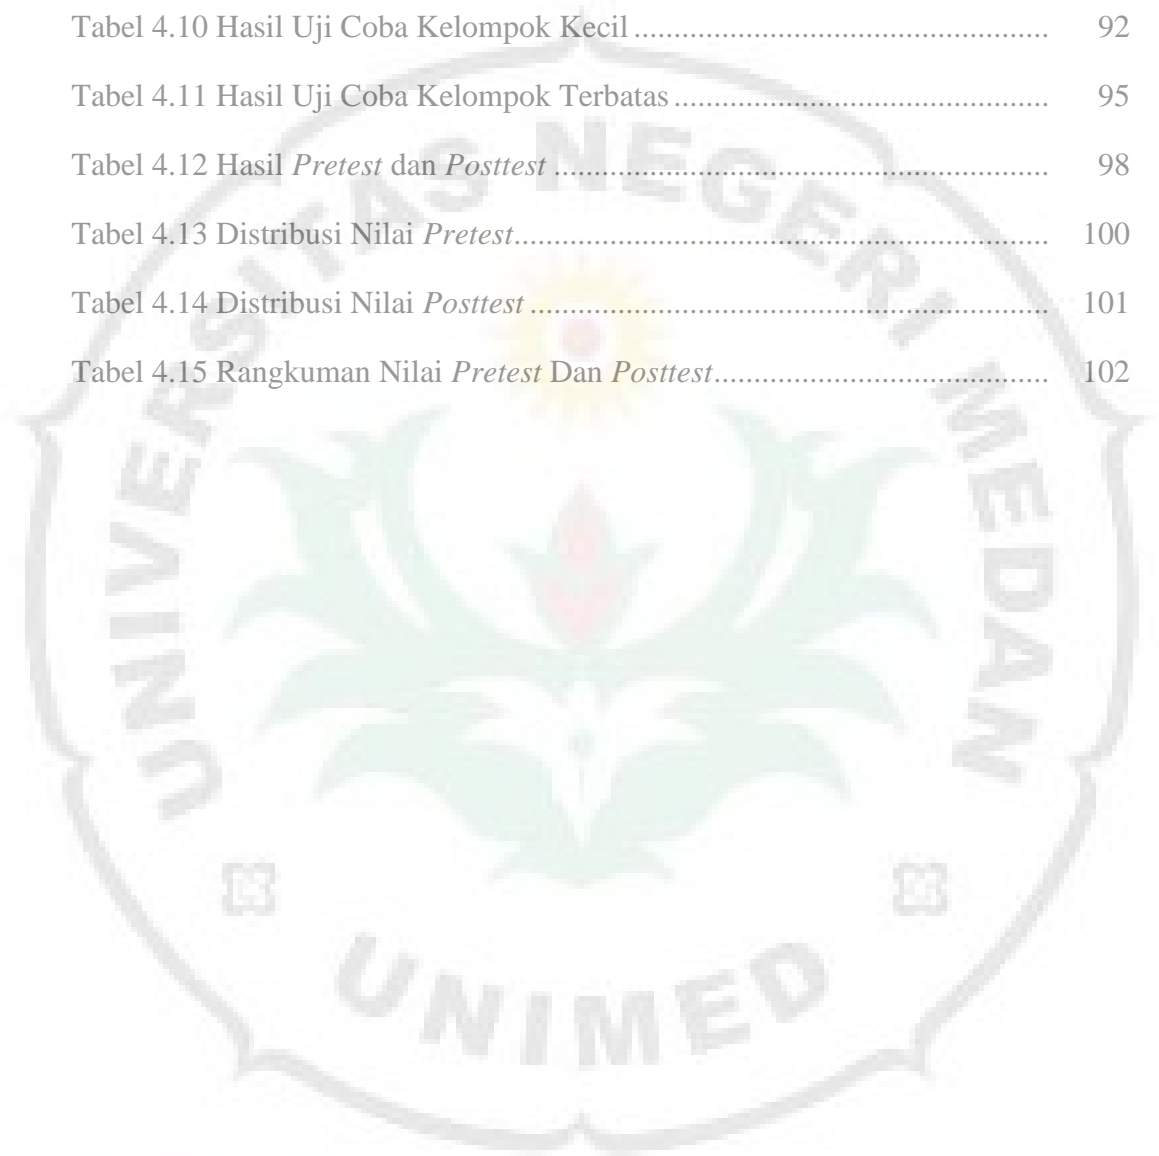 Tabel 4.10 Hasil Uji Coba Kelompok Kecil ............................................ 92
Tabel 4.11 Hasil Uji Coba Kelompok Terbatas ........................................ 95
Tabel 4.12 Hasil Pretest dan Posttest ..................................................... 98
Tabel 4.13 Distribusi Nilai Pretest......................................................... 100
Tabel 4.14 Distribusi Nilai Posttest ....................................................... 101
Tabel 4.15 Rangkuman Nilai Pretest Dan Posttest................................... 102
UNIVERSITAS NEGERI MEDAN
UNIMED